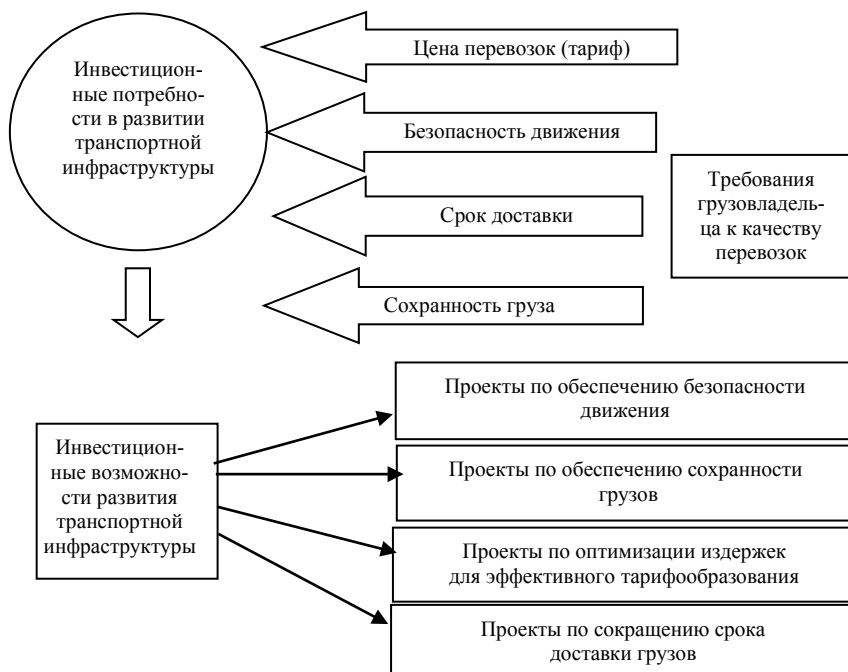 Инвестицион-
ные потребно-
сти в развитии
транспортной
инфраструктуры
Цена перевозок (тариф)
Безопасность движения
Срок доставки
Сохранность груза
Требования
грузовладель-
ца к качеству
перевозок
Инвестицион-
ные возможно-
сти развития
транспортной
инфраструктуры
Проекты по обеспечению безопасности
движения
Проекты по обеспечению сохранности
грузов
Проекты по оптимизации издержек
для эффективного тарифообразования
Проекты по сокращению срока
доставки грузов